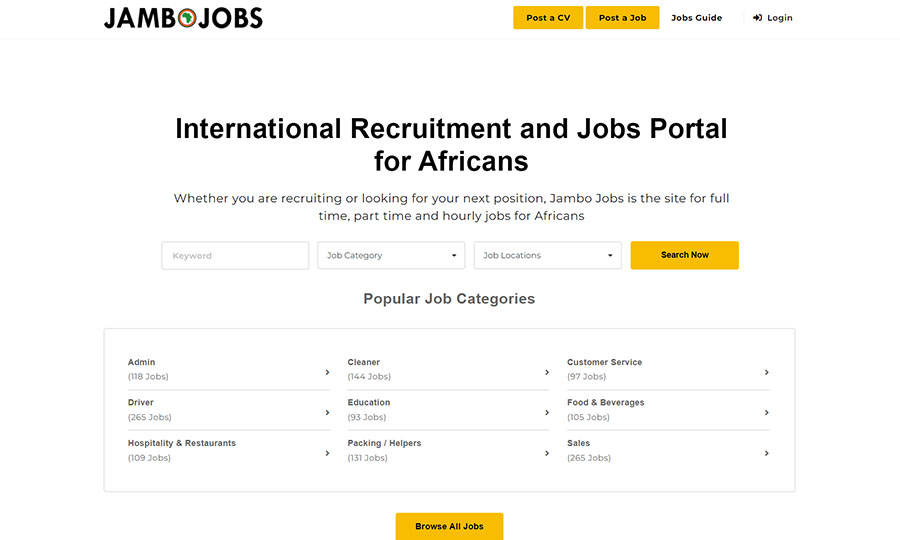 JAMBOJOBS
Post a CV
Post a Job
Jobs Guide
Login
International Recruitment and Jobs Portal
for Africans
Whether you are recruiting or looking for your next position, Jambo Jobs is the site for full
time, part time and hourly jobs for Africans
Keyword
Job Category
Job Locations
Search Now
Popular Job Categories
Admin
(118 Jobs)
Cleaner
(144 Jobs)
Customer Service
(97 Jobs)
Driver
(265 Jobs)
Education
(93 Jobs)
Food & Beverages
(105 Jobs)
Hospitality & Restaurants
(109 Jobs)
Packing / Helpers
(131 Jobs)
Sales
(265 Jobs)
Browse All Jobs